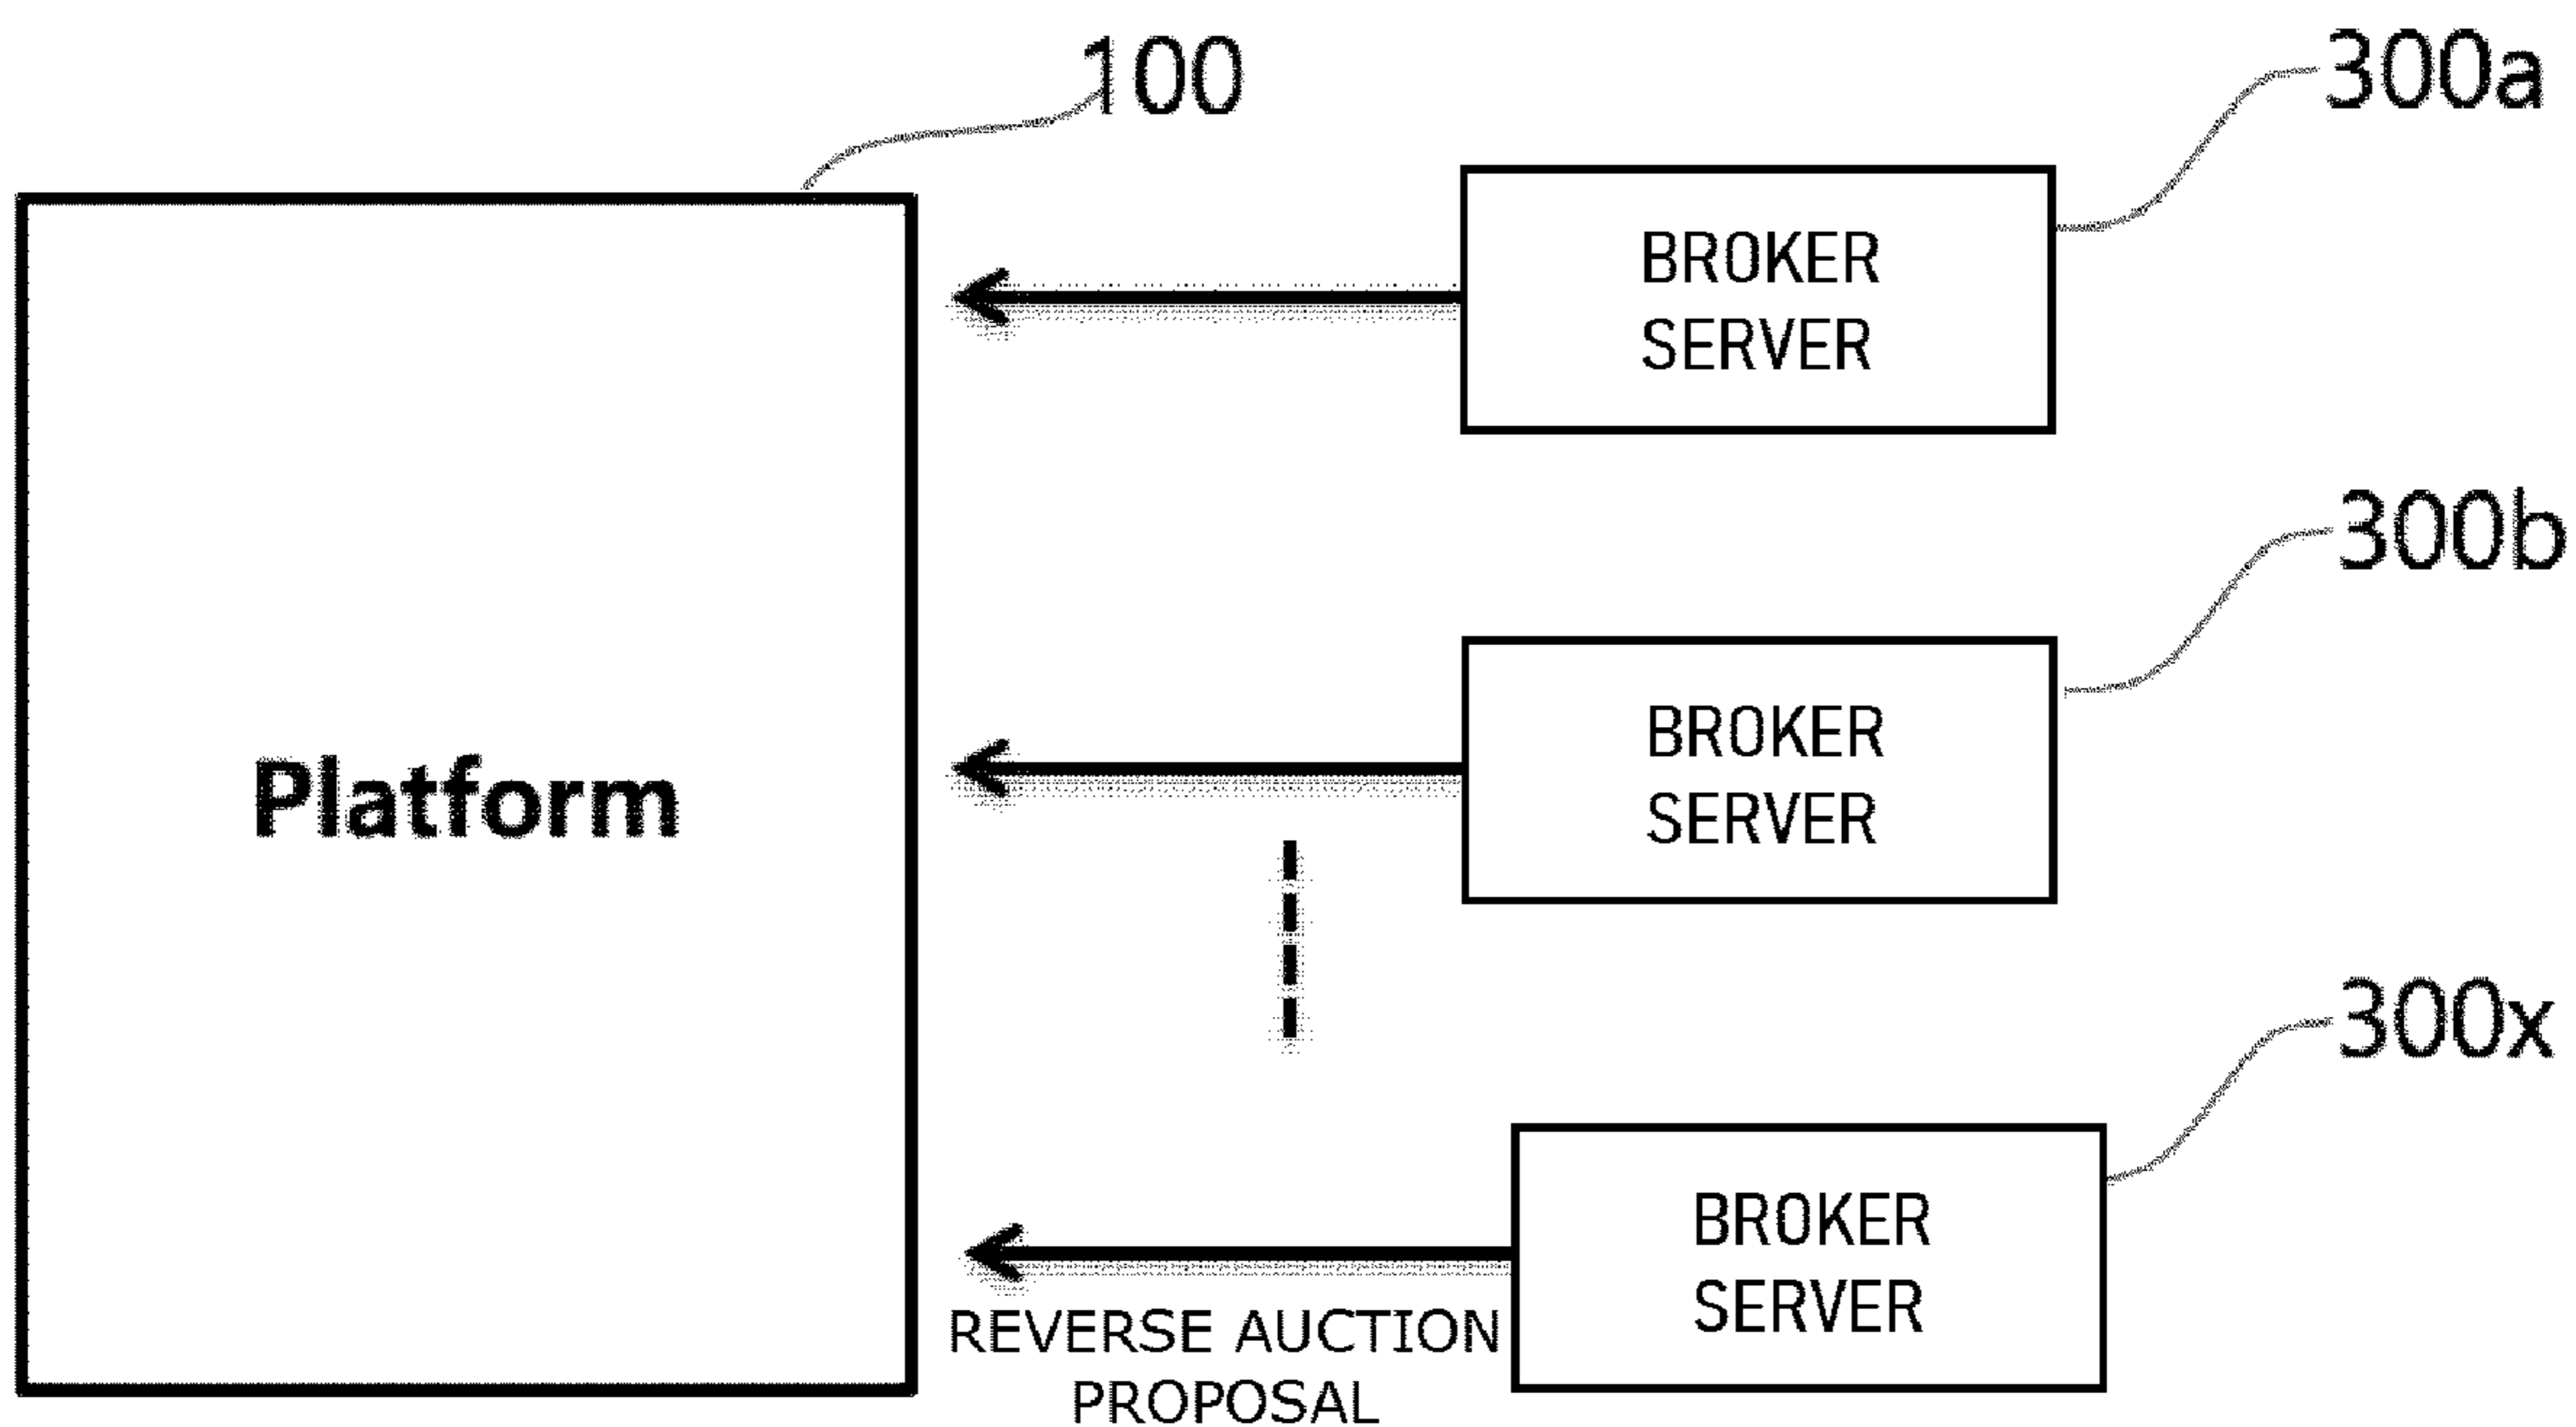 100
300a
BROKER
SERVER
300b
Platform
BROKER
SERVER
300x
BROKER
SERVER
REVERSE AUCTION
PROPOSAL